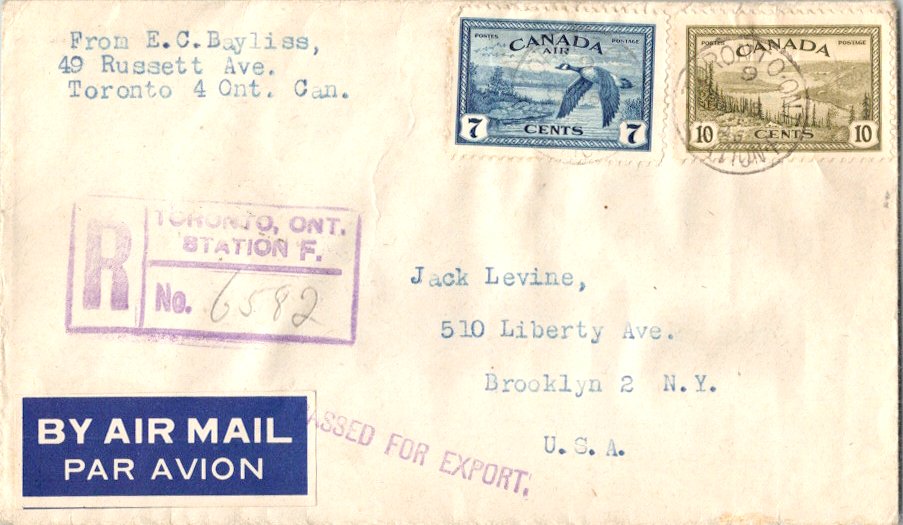 From E.C.Bayliss,
49 Russett Ave.
Toronto 4 Ont. Can.
POSTES POSTAGE
CANADA
AIR
7 CENTS 7
POSTES POSTAGE
CANADA
10 CENTS 10
TORONTO, ONT.
STATION F.
R
No. 6582
Jack Levine,
510 Liberty Ave.
Brooklyn 2 N.Y.
U.S.A.
BY AIR MAIL
PAR AVION
ASSED FOR EXPORT.